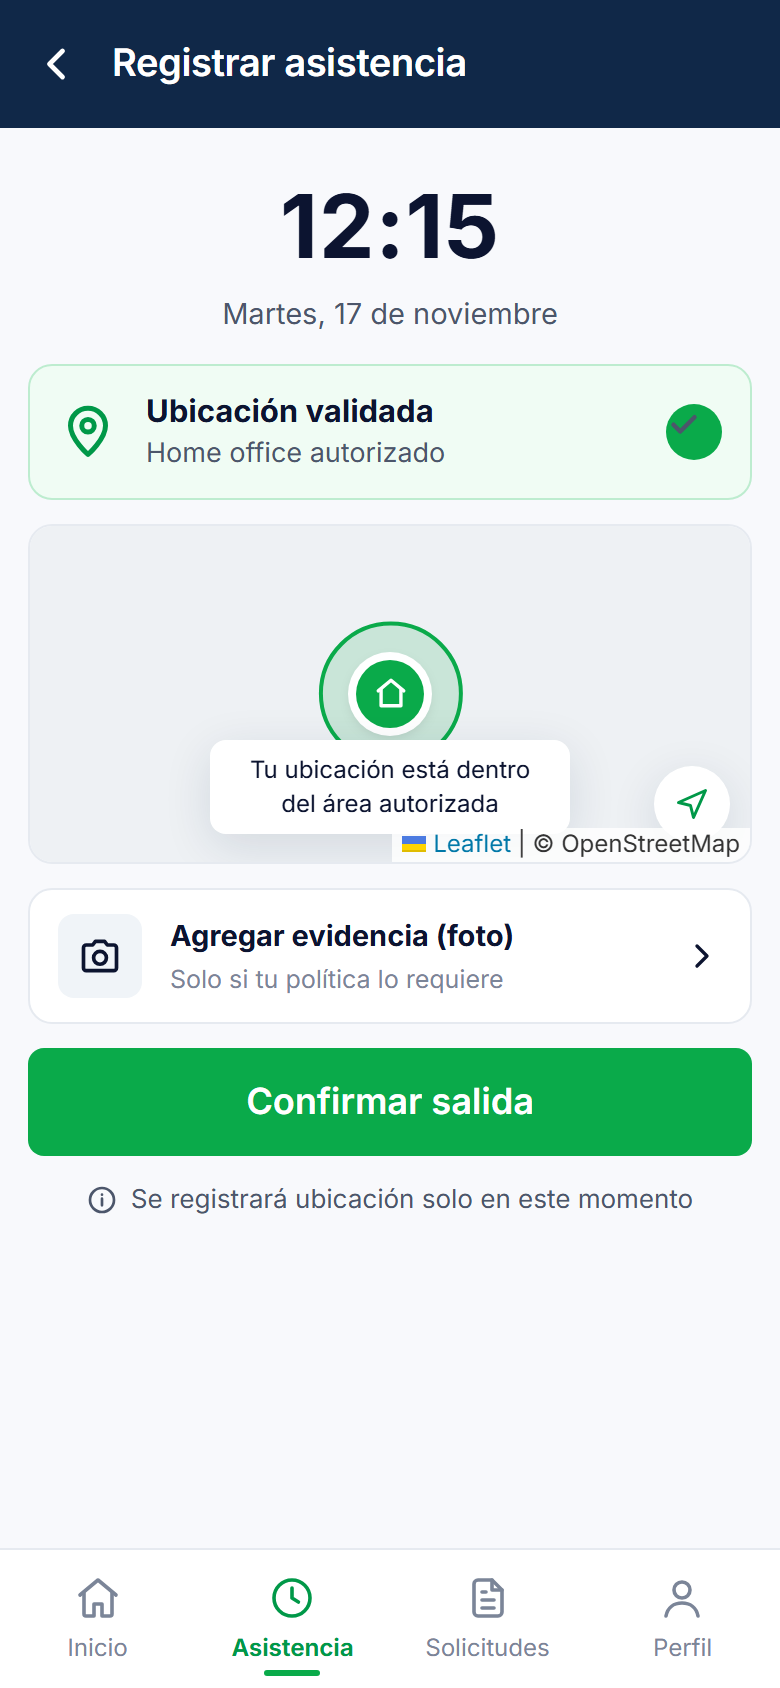 Registrar asistencia
12:15
Martes, 17 de noviembre
Ubicación validada
Home office autorizado
Tu ubicación está dentro
del área autorizada
Leaflet | © OpenStreetMap
Agregar evidencia (foto)
Solo si tu política lo requiere
Confirmar salida
Se registrará ubicación solo en este momento
Inicio
Asistencia
Solicitudes
Perfil